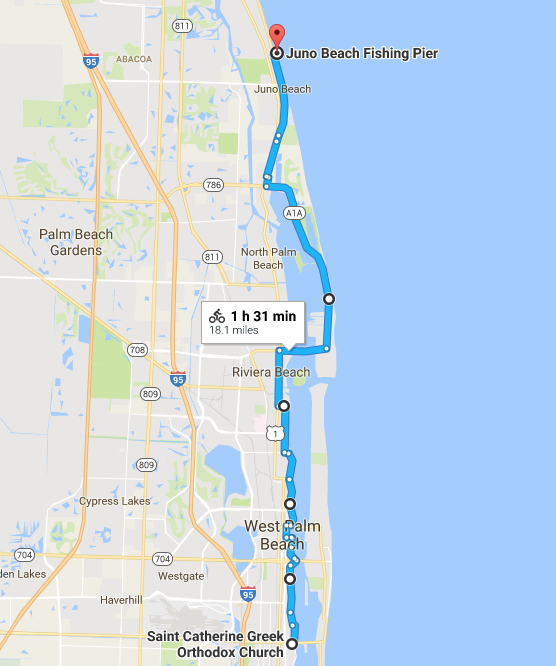 811
95
ABACOA
Juno Beach Fishing Pier
Juno Beach
786
A1A
Palm Beach
Gardens
811
North Palm
Beach
1 h 31 min
18.1 miles
708
Riviera Beach
95
809
1
809
Cypress Lakes
West Palm
Beach
704
704
den Lakes
Westgate
95
Haverhill
Saint Catherine Greek
Orthodox Church